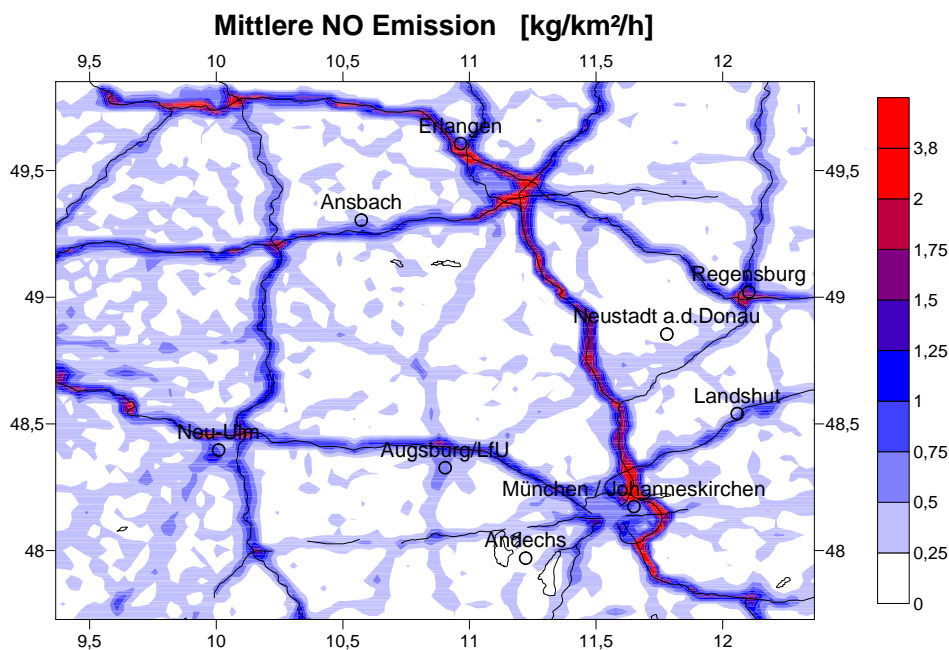 Mittlere NO Emission [kg/km²/h]
9,5 10 10,5 11 11,5 12
Erlangen
3,8
49,5 49,5
Ansbach
2
1,75
Regensburg
49 49
1,5
Neustadt a.d.Donau
1,25
Landshut
1
48,5 48,5
Neu-Ulm
Augsburg/LfU
0,75
München / Johanneskirchen
0,5
Andechs
48 48
0,25
0
9,5 10 10,5 11 11,5 12